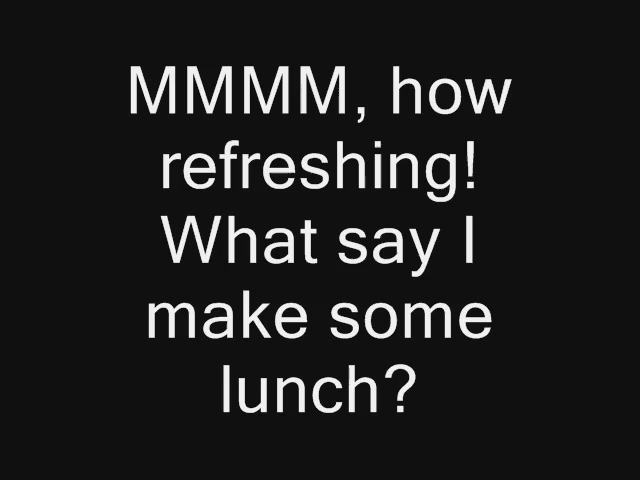 MMMM, how
refreshing!
What say I
make some
lunch?